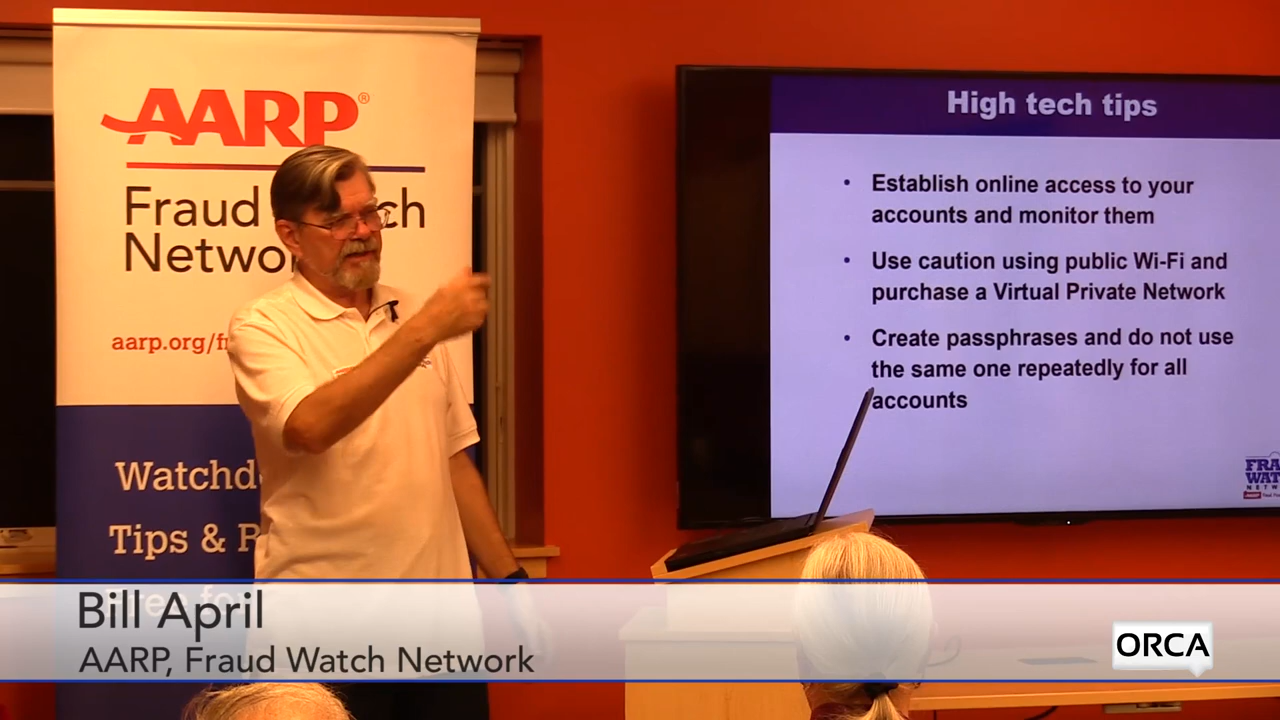 AARP®
Fraud
Network
aarp.org/
Tips &
High tech tips
• Establish online access to your
accounts and monitor them
• Use caution using public Wi-Fi and
purchase a Virtual Private Network
• Create passphrases and do not use
the same one repeatedly for all
accounts
Bill April
AARP, Fraud Watch Network
ORCA